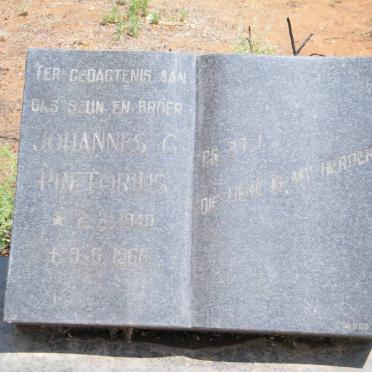 TER GEDAGTENIS AAN
ONS SEUN EN BROER
JOHANNES G.
PRETORIUS
* 2.2.1940
+ 9.6.1966
PS 23:1
DIE HERE IS MY HERDER